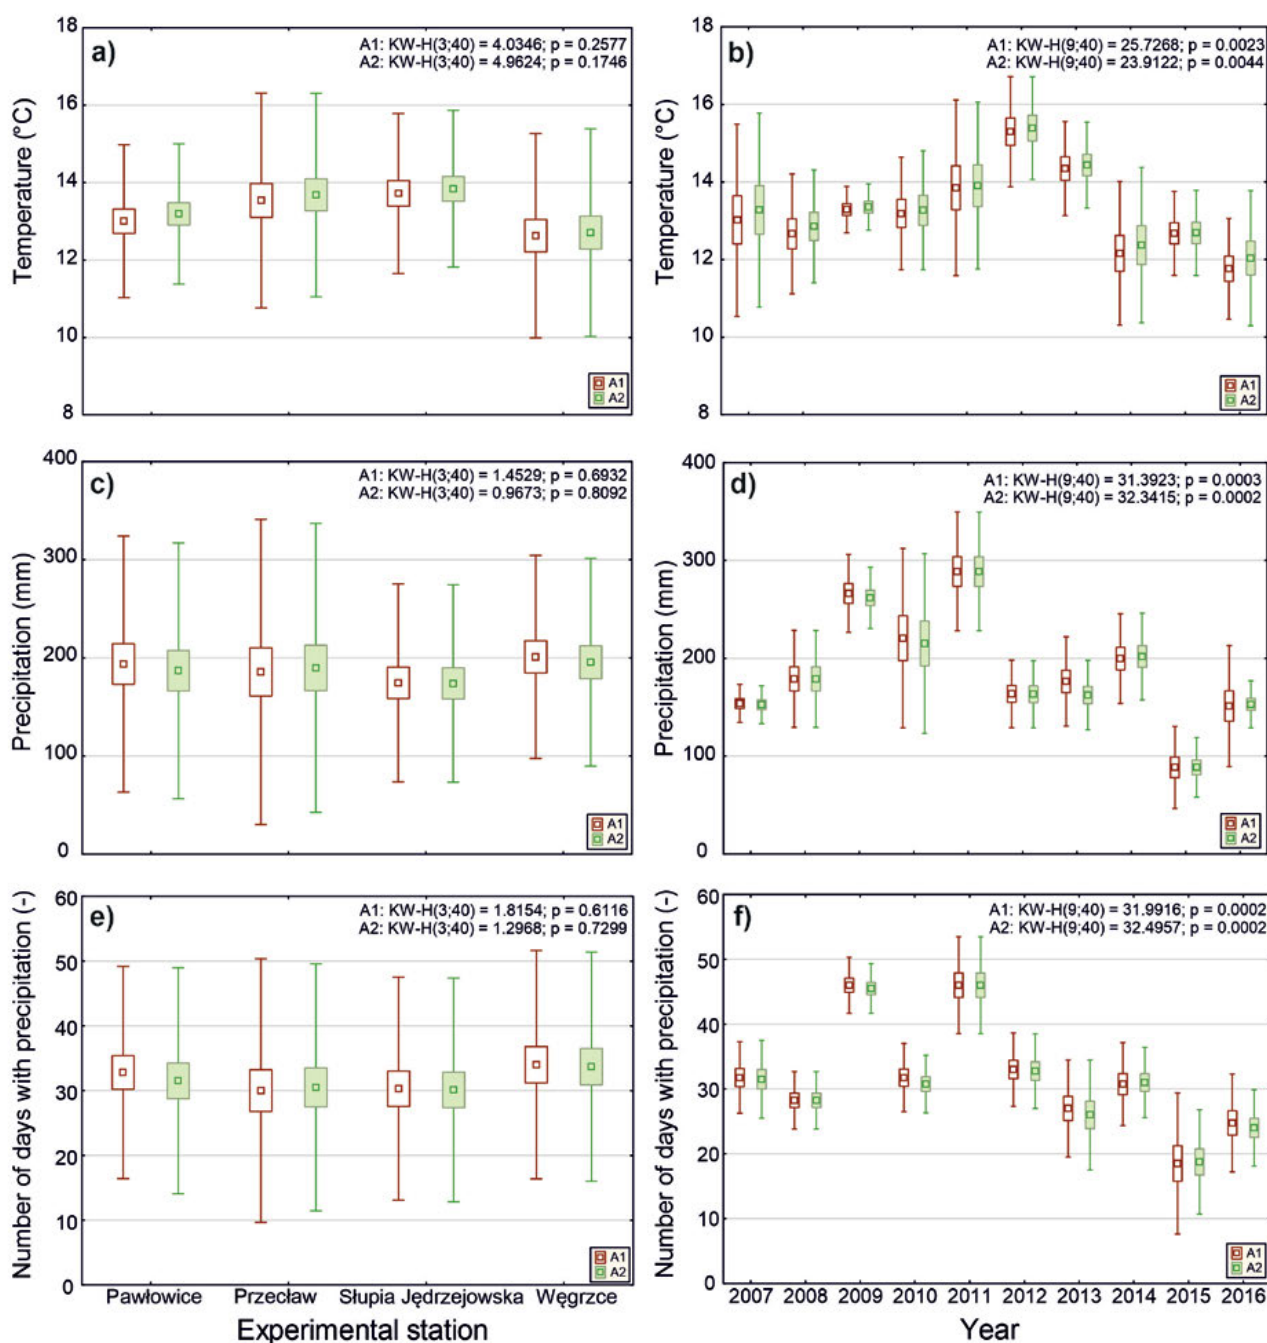 a)
A1: KW-H(3;40) = 4.0346; p = 0.2577
A2: KW-H(3;40) = 4.9624; p = 0.1746
Temperature (°C)
18
16
14
12
10
8
A1
A2
b)
A1: KW-H(9;40) = 25.7268; p = 0.0023
A2: KW-H(9;40) = 23.9122; p = 0.0044
Temperature (°C)
18
16
14
12
10
8
A1
A2
c)
A1: KW-H(3;40) = 1.4529; p = 0.6932
A2: KW-H(3;40) = 0.9673; p = 0.8092
Precipitation (mm)
400
300
200
100
0
A1
A2
d)
A1: KW-H(9;40) = 31.3923; p = 0.0003
A2: KW-H(9;40) = 32.3415; p = 0.0002
Precipitation (mm)
400
300
200
100
0
A1
A2
e)
A1: KW-H(3;40) = 1.8154; p = 0.6116
A2: KW-H(3;40) = 1.2968; p = 0.7299
Number of days with precipitation (-)
60
50
40
30
20
10
0
A1
A2
Pawłowice Przecław Słupia Jędrzejowska Węgrzce
Experimental station
f)
A1: KW-H(9;40) = 31.9916; p = 0.0002
A2: KW-H(9;40) = 32.4957; p = 0.0002
Number of days with precipitation (-)
60
50
40
30
20
10
0
A1
A2
2007 2008 2009 2010 2011 2012 2013 2014 2015 2016
Year